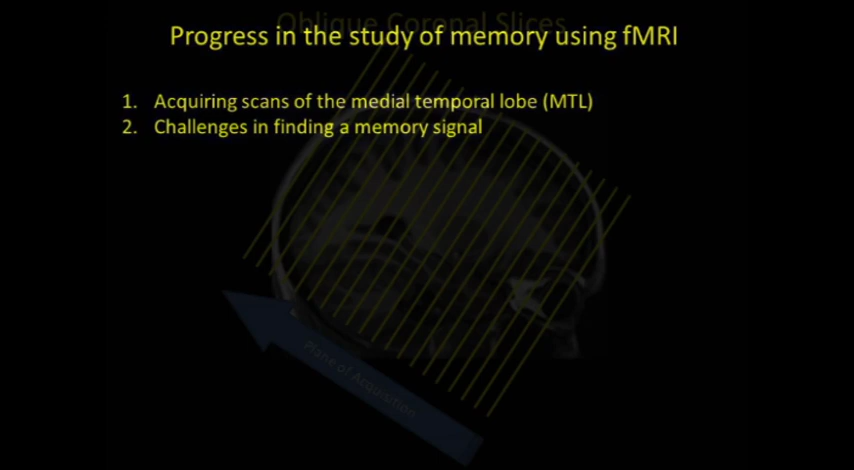 Oblique Coronal Slices
Progress in the study of memory using fMRI
1. Acquiring scans of the medial temporal lobe (MTL)
2. Challenges in finding a memory signal
Plane of Acquisition